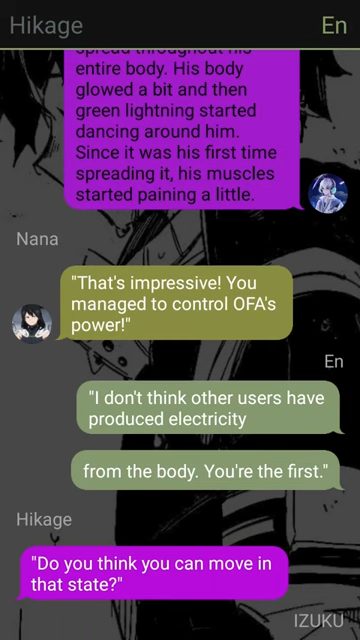 Hikage
En
spread throughout his
entire body. His body
glowed a bit and then
green lightning started
dancing around him.
Since it was his first time
spreading it, his muscles
started paining a little.
Nana
"That's impressive! You
managed to control OFA's
power!"
En
"I don't think other users have
produced electricity
from the body. You're the first."
Hikage
"Do you think you can move in
that state?"
IZUKU